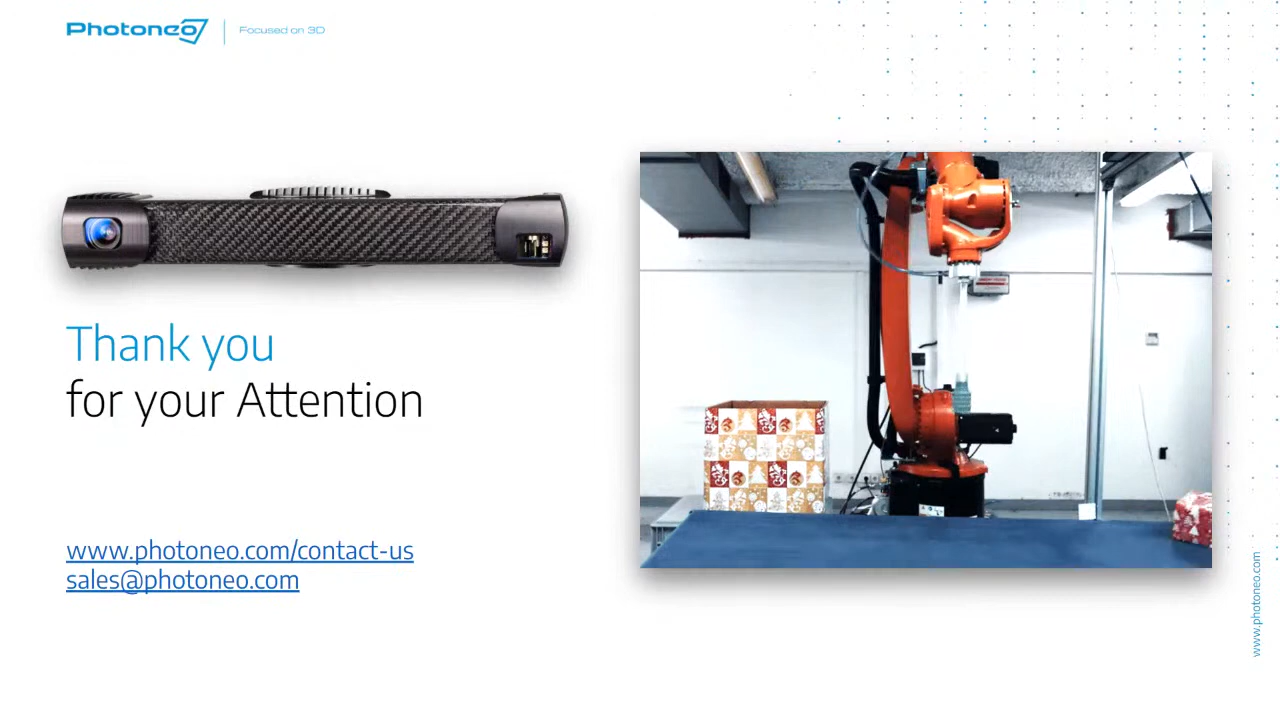 Photoneo
Focused on 3D
Thank you
for your Attention
www.photoneo.com/contact-us
sales@photoneo.com
www.photoneo.com